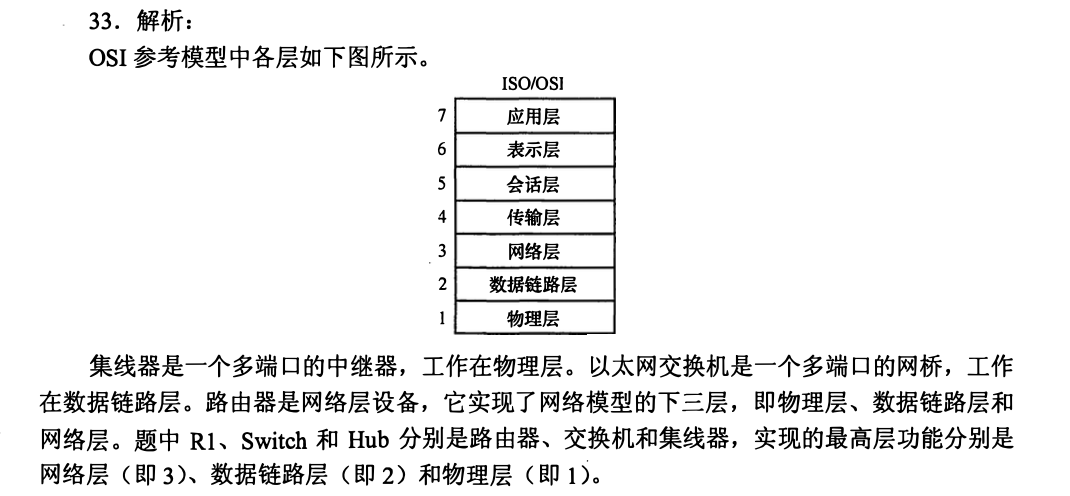 33．解析：
OSI 参考模型中各层如下图所示。
ISO/OSI
7 应用层
6 表示层
5 会话层
4 传输层
3 网络层
2 数据链路层
1 物理层
集线器是一个多端口的中继器，工作在物理层。以太网交换机是一个多端口的网桥，工作
在数据链路层。路由器是网络层设备，它实现了网络模型的下三层，即物理层、数据链路层和
网络层。题中 R1、Switch 和 Hub 分别是路由器、交换机和集线器，实现的最高层功能分别是
网络层（即 3）、数据链路层（即 2）和物理层（即 1）。